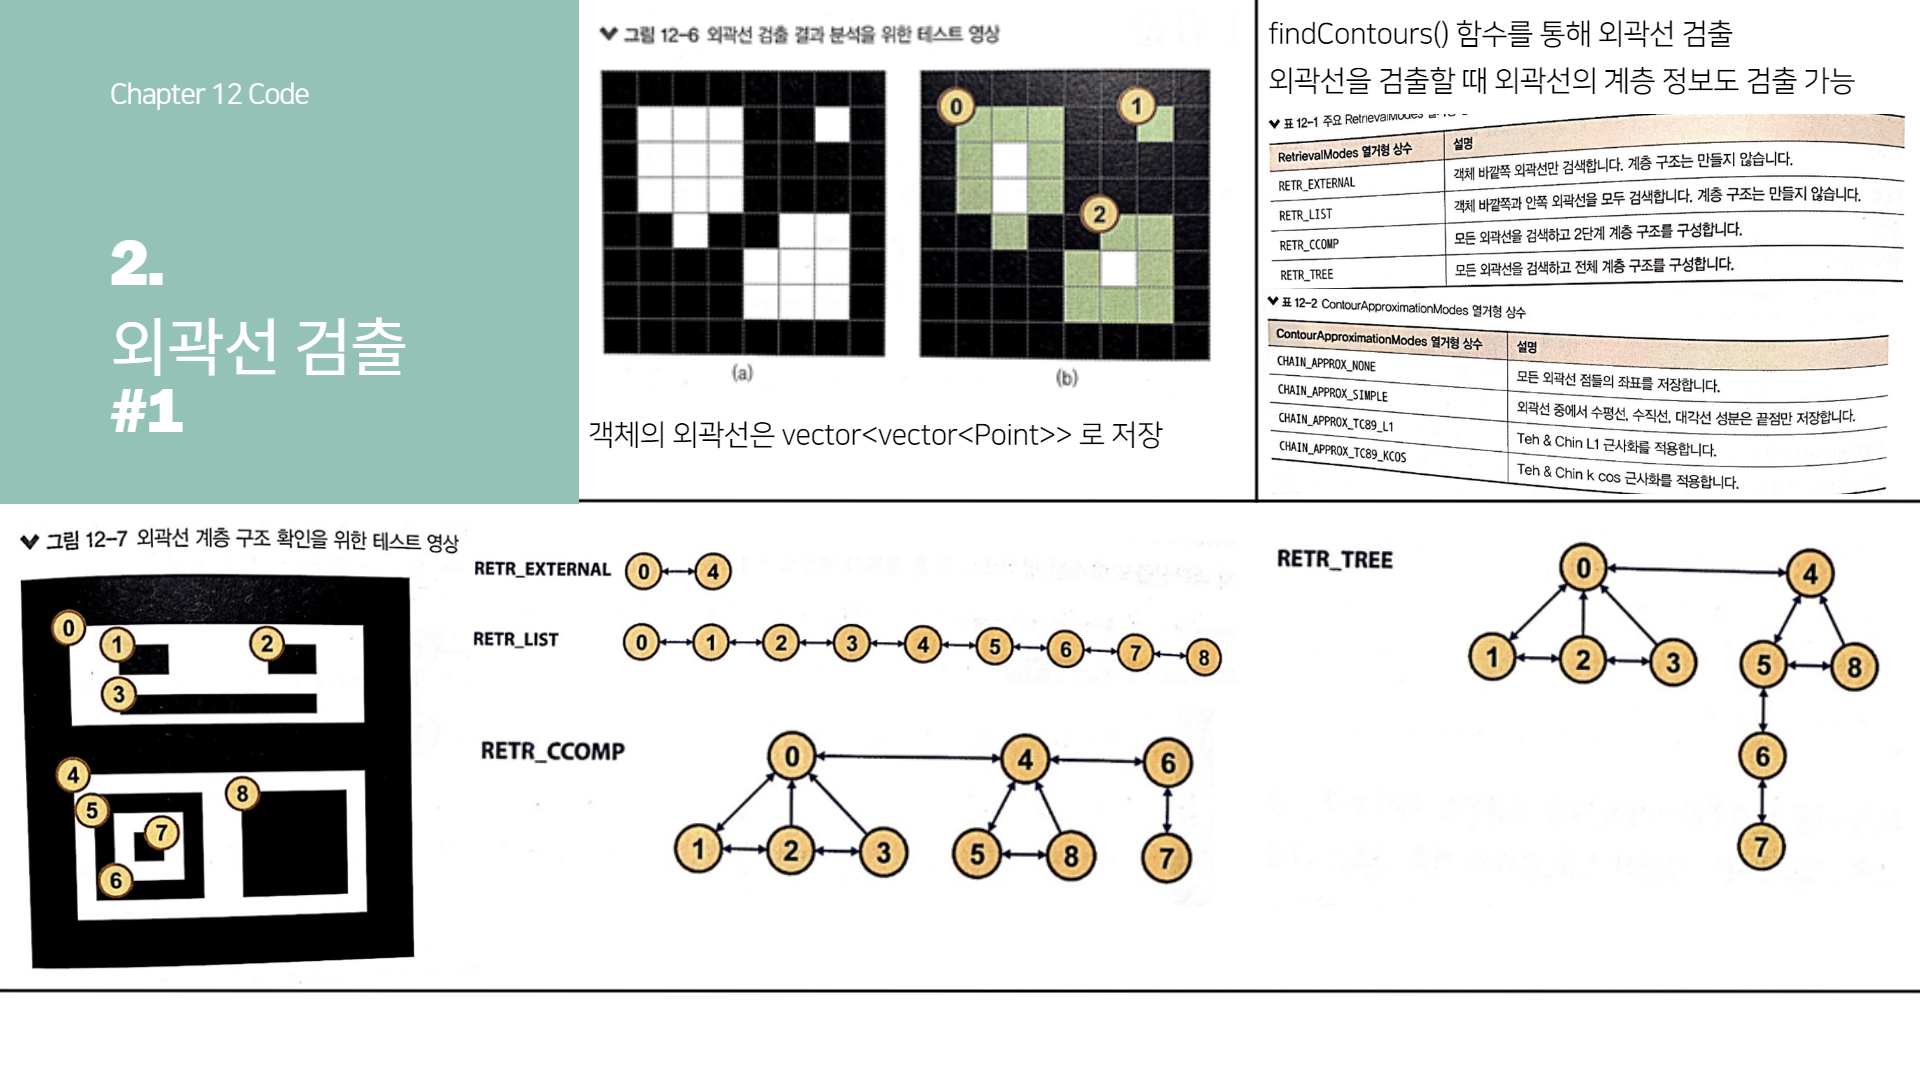 Chapter 12 Code
2.
외곽선 검출
#1
그림 12-6 외곽선 검출 결과 분석을 위한 테스트 영상
0
1
2
(a)
(b)
객체의 외곽선은 vector<vector<Point>> 로 저장
findContours() 함수를 통해 외곽선 검출
외곽선을 검출할 때 외곽선의 계층 정보도 검출 가능
표 12-1 주요 RetrievalModes
RetrievalModes 열거형 상수 설명
RETR_EXTERNAL 객체 바깥쪽 외곽선만 검색합니다. 계층 구조는 만들지 않습니다.
RETR_LIST 객체 바깥쪽과 안쪽 외곽선을 모두 검색합니다. 계층 구조는 만들지 않습니다.
RETR_CCOMP 모든 외곽선을 검색하고 2단계 계층 구조를 구성합니다.
RETR_TREE 모든 외곽선을 검색하고 전체 계층 구조를 구성합니다.
표 12-2 ContourApproximationModes 열거형 상수
ContourApproximationModes 열거형 상수 설명
CHAIN_APPROX_NONE 모든 외곽선 점들의 좌표를 저장합니다.
CHAIN_APPROX_SIMPLE 외곽선 중에서 수평선, 수직선, 대각선 성분은 끝점만 저장합니다.
CHAIN_APPROX_TC89_L1 Teh & Chin L1 근사화를 적용합니다.
CHAIN_APPROX_TC89_KCOS Teh & Chin k cos 근사화를 적용합니다.
그림 12-7 외곽선 계층 구조 확인을 위한 테스트 영상
0
1
2
3
4
5
8
7
6
RETR_EXTERNAL 0 4
RETR_LIST 0 1 2 3 4 5 6 7 8
RETR_CCOMP
0 4 6
1 2 3 5 8 7
RETR_TREE
0 4
1 2 3 5 8
6
7